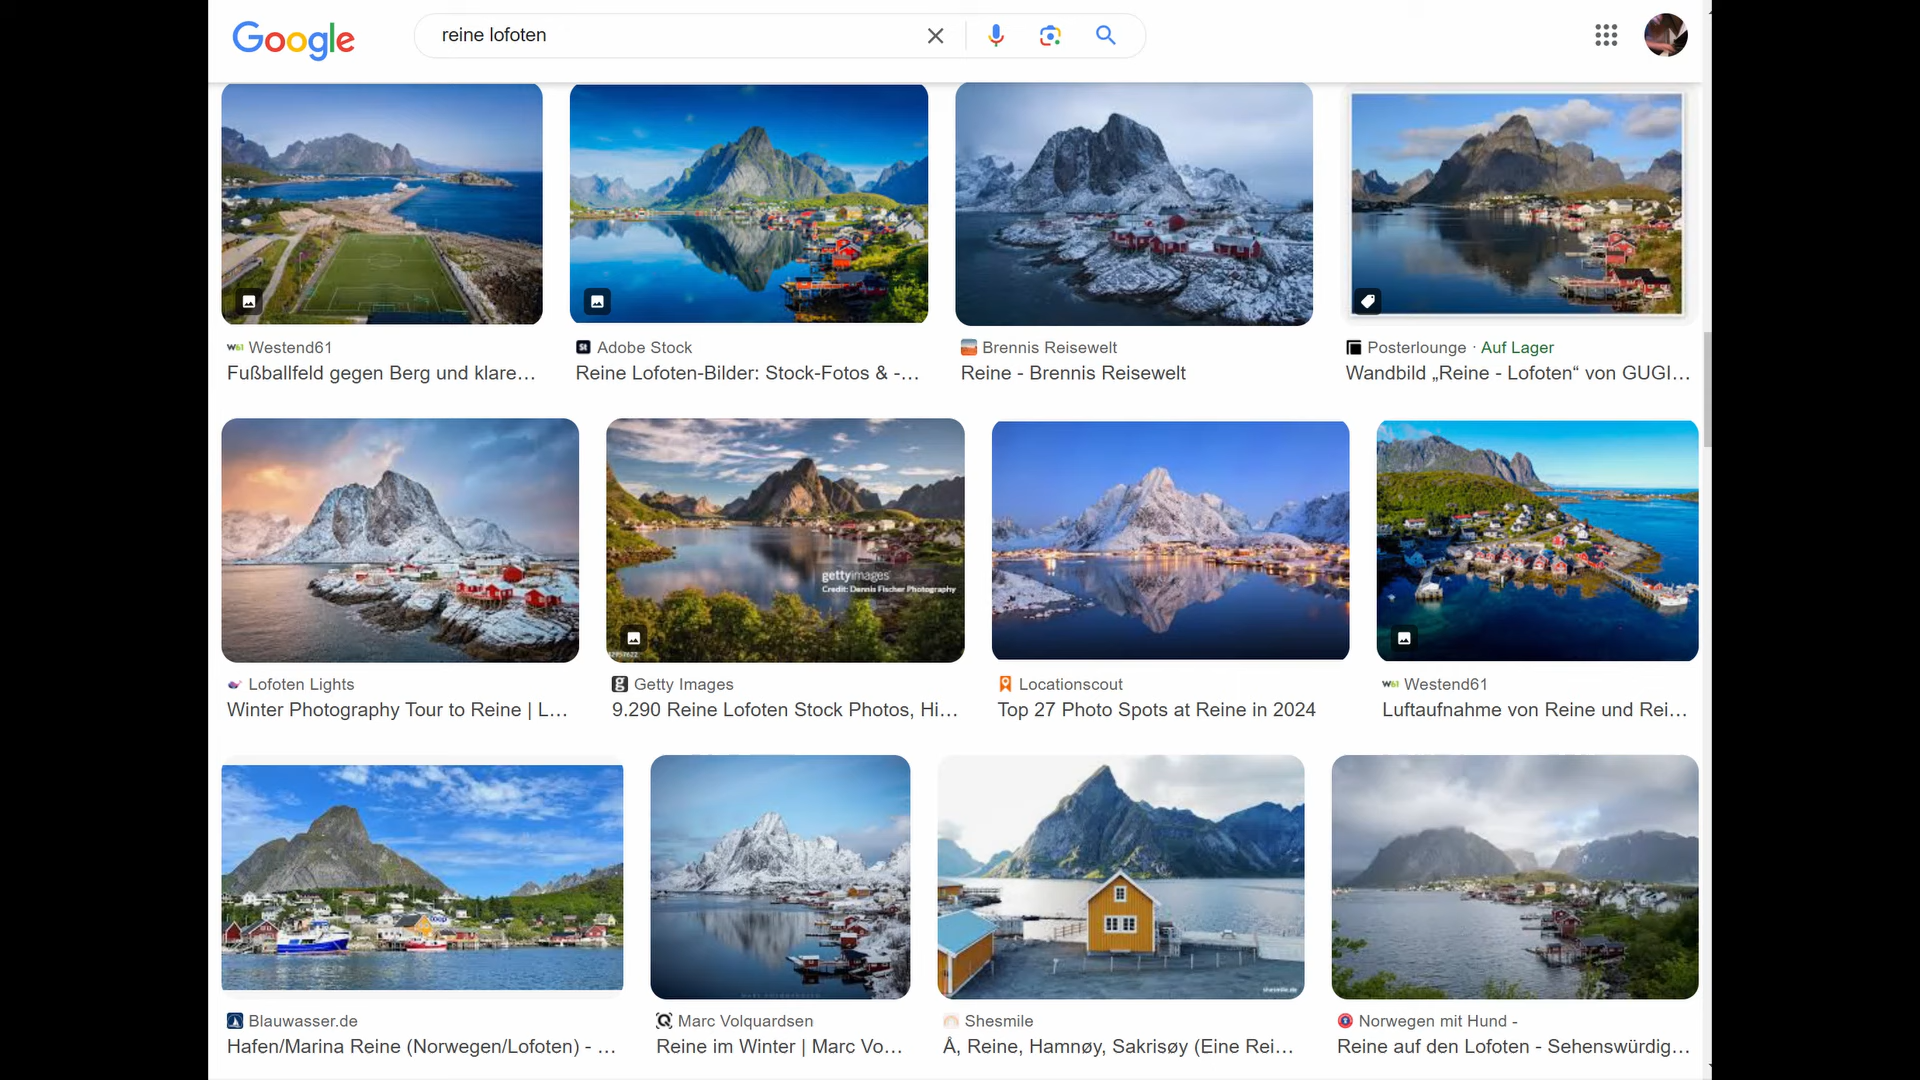 Google
reine lofoten
Westend61
Fußballfeld gegen Berg und klare...
Adobe Stock
Reine Lofoten-Bilder: Stock-Fotos & -...
Brennis Reisewelt
Reine - Brennis Reisewelt
Posterlounge · Auf Lager
Wandbild „Reine - Lofoten“ von GUGI...
gettyimages
Credit: Dennis Fischer Photography
Lofoten Lights
Winter Photography Tour to Reine | L...
Getty Images
9.290 Reine Lofoten Stock Photos, Hi...
Locationscout
Top 27 Photo Spots at Reine in 2024
Westend61
Luftaufnahme von Reine und Rei...
coop
shesmile.de
Blauwasser.de
Hafen/Marina Reine (Norwegen/Lofoten) - ...
Marc Volquardsen
Reine im Winter | Marc Vo...
Shesmile
Å, Reine, Hamnøy, Sakrisøy (Eine Rei...
Norwegen mit Hund -
Reine auf den Lofoten - Sehenswürdig...